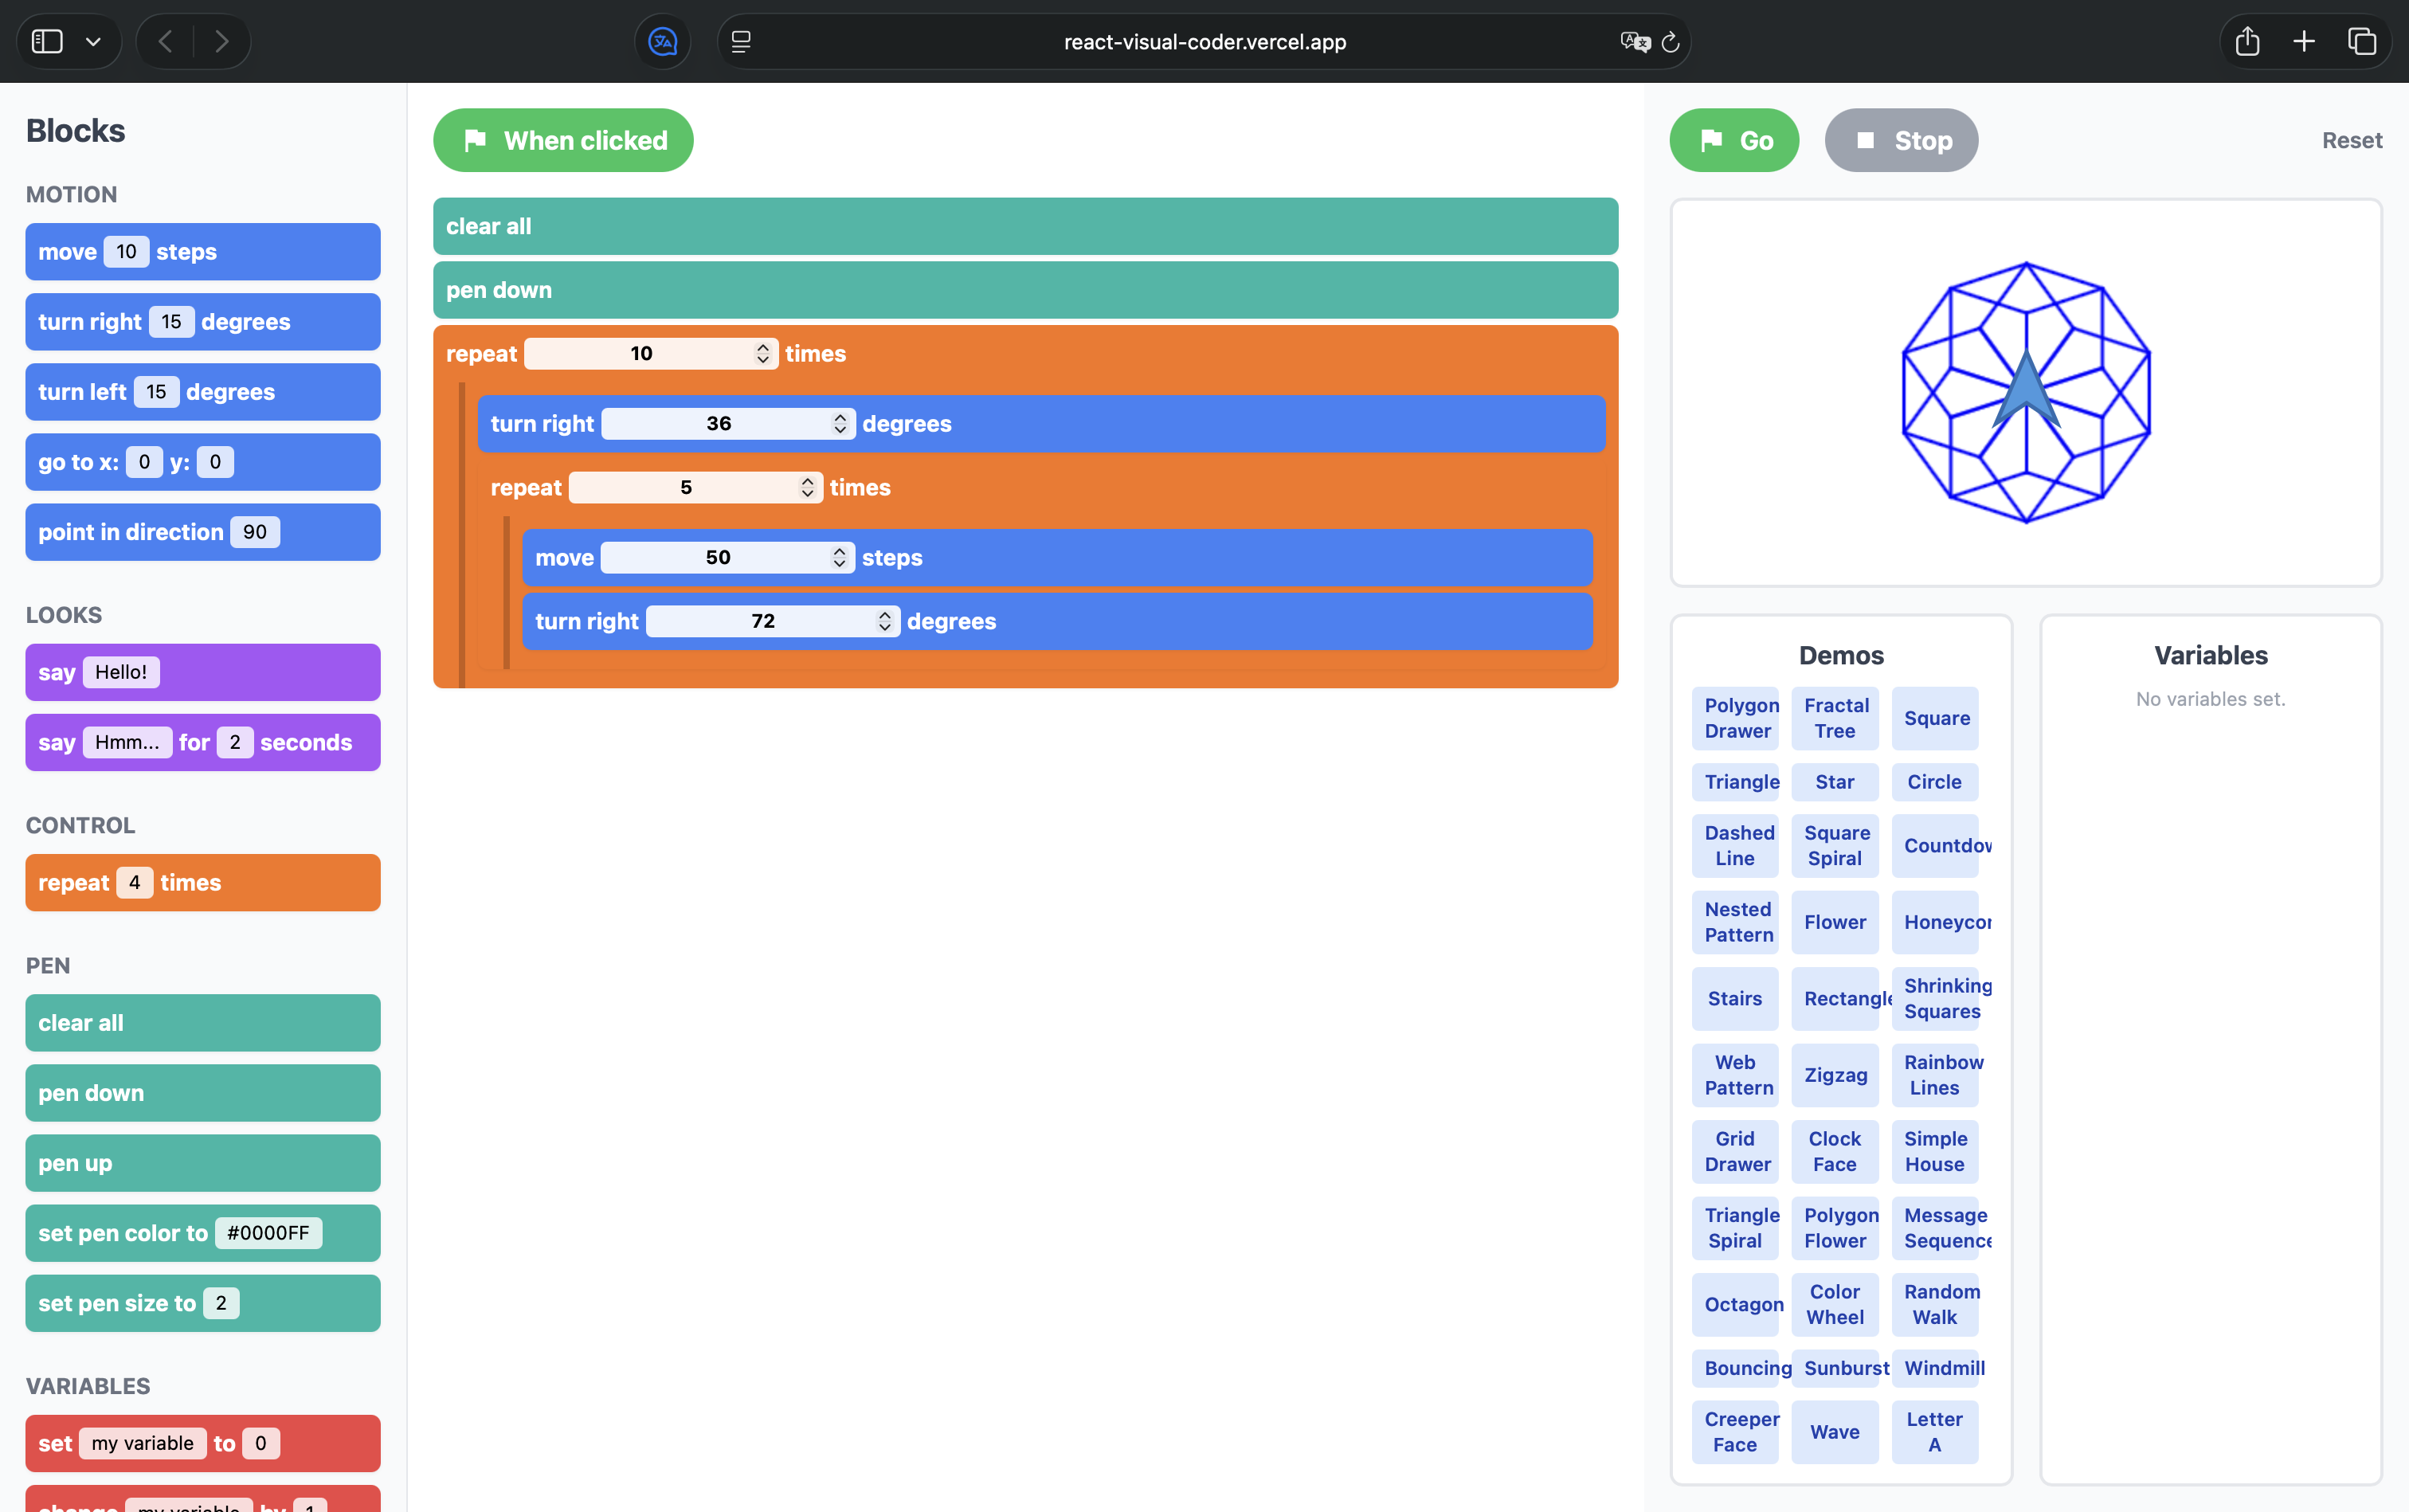 react-visual-coder.vercel.app
Blocks
MOTION
move 10 steps
turn right 15 degrees
turn left 15 degrees
go to x: 0 y: 0
point in direction 90
LOOKS
say Hello!
say Hmm... for 2 seconds
CONTROL
repeat 4 times
PEN
clear all
pen down
pen up
set pen color to #0000FF
set pen size to 2
VARIABLES
set my variable to 0
change my variable by 1
When clicked
clear all
pen down
repeat 10 times
turn right 36 degrees
repeat 5 times
move 50 steps
turn right 72 degrees
Go
Stop
Reset
Demos
Polygon
Drawer
Fractal
Tree
Square
Triangle
Star
Circle
Dashed
Line
Square
Spiral
Countdow
Nested
Pattern
Flower
Honeycor
Stairs
Rectangle
Shrinking
Squares
Web
Pattern
Zigzag
Rainbow
Lines
Grid
Drawer
Clock
Face
Simple
House
Triangle
Spiral
Polygon
Flower
Message
Sequence
Octagon
Color
Wheel
Random
Walk
Bouncing
Sunburst
Windmill
Creeper
Face
Wave
Letter
A
Variables
No variables set.